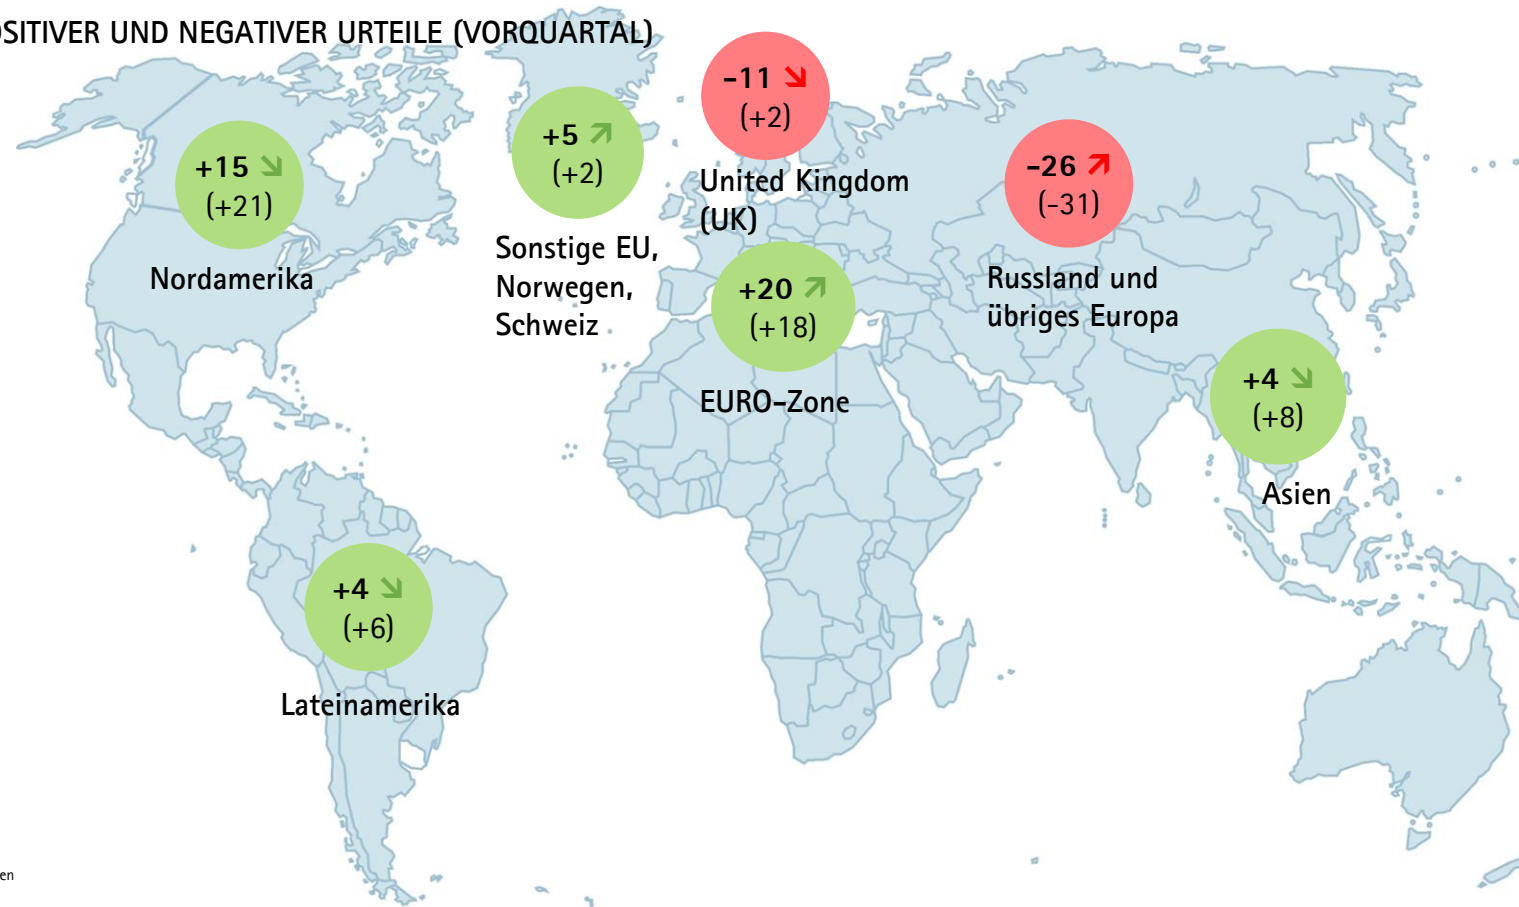 POSITIVER UND NEGATIVER URTEILE (VORQUARTAL)
-11
(+2)
United Kingdom
(UK)
+5
(+2)
Sonstige EU,
Norwegen,
Schweiz
+15
(+21)
Nordamerika
-26
(-31)
Russland und
übriges Europa
+20
(+18)
EURO-Zone
+4
(+8)
Asien
+4
(+6)
Lateinamerika
en